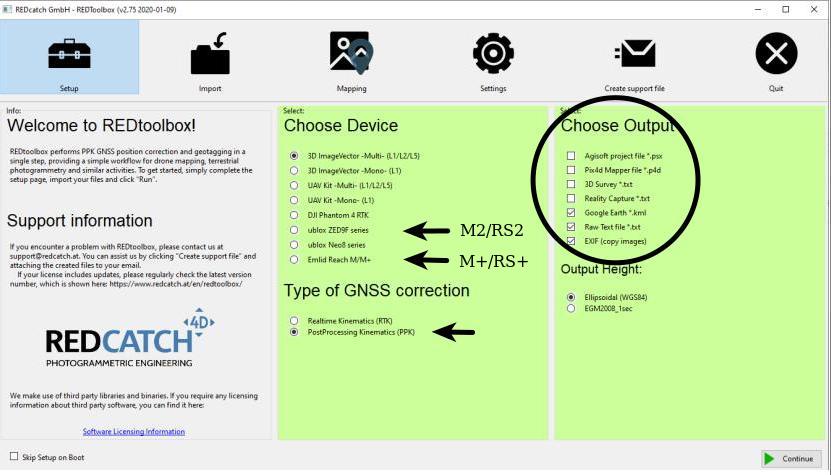 REDcatch GmbH - REDToolbox (v2.75 2020-01-09)
Setup
Import
Mapping
Settings
Create support file
Quit
Info:
Welcome to REDtoolbox!
REDtoolbox performs PPK GNSS position correction and geotagging in a
single step, providing a simple workflow for drone mapping, terrestrial
photogrammetry and similar activities. To get startig, simply complete the
setup page, import your files and click "Run".
Support information
If you encounter a problem with REDtoolbox, please contact us at
support@redcatch.at. You can assist us by clicking "Create support file" and
attaching the created files to your email.
If your license includes updates, please regularly check the latest version
number, which is shown here: https://www.redcatch.at/en/redtoolbox/
REDCATCH 4D
PHOTOGRAMMETRIC ENGINEERING
We make use of third party libraries and binaries. If you require any licensing
information about third party software, you can find it here:
Software Licensing Information
Skip Setup on Boot
Select:
Choose Device
3D ImageVector -Multi- (L1/L2/L5)
3D ImageVector -Mono- (L1)
UAV Kit -Multi- (L1/L2/L5)
UAV Kit -Mono- (L1)
DJI Phantom 4 RTK
ublox ZED9F series
M2/RS2
ublox Neo8 series
Emlid Reach M/M+
M+/RS+
Type of GNSS correction
Realtime Kinematics (RTK)
PostProcessing Kinematics (PPK)
Select:
Choose Output
Agisoft project file *.psx
Pix4d Mapper file *.p4d
3D Survey *.txt
Reality Capture *.txt
Google Earth *.kml
Raw Text file *.txt
EXIF (copy images)
Output Height:
Ellipsoidal (WGS84)
EGM2008_1sec
Continue